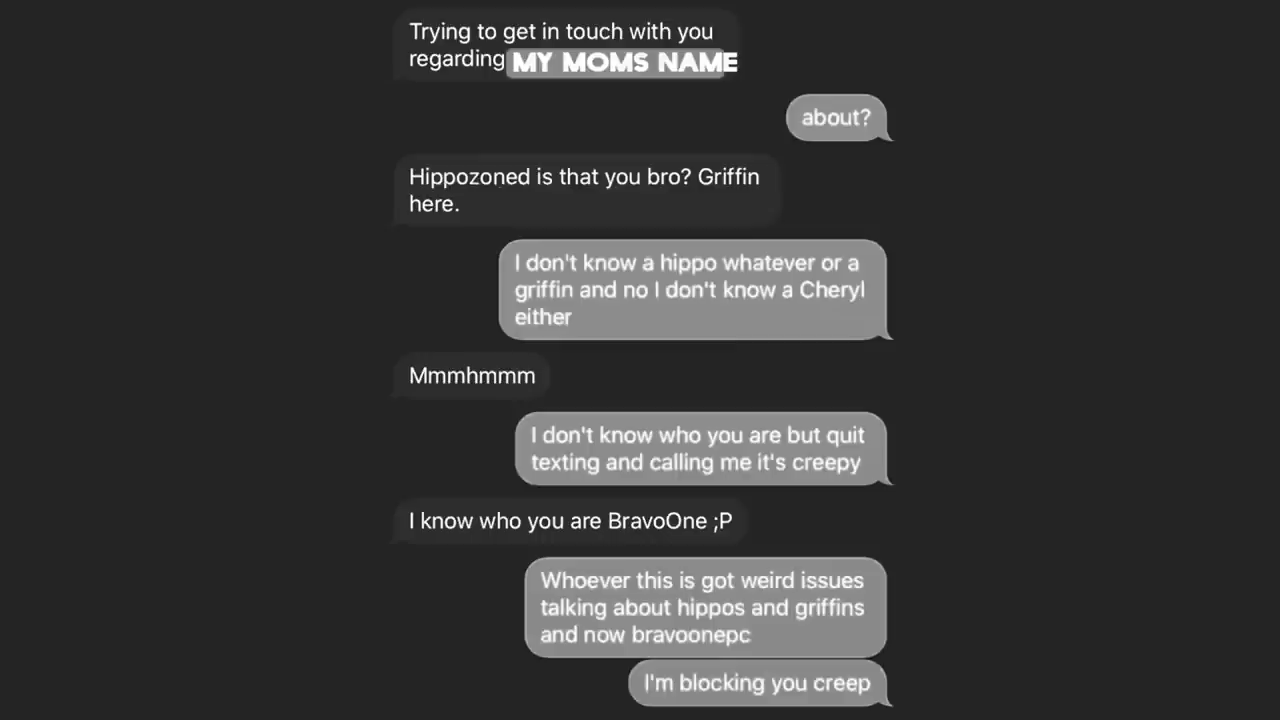 Trying to get in touch with you
regarding MY MOMS NAME
about?
Hippozoned is that you bro? Griffin
here.
I don't know a hippo whatever or a
griffin and no I don't know a Cheryl
either
Mmmhmmm
I don't know who you are but quit
texting and calling me it's creepy
I know who you are BravoOne ;P
Whoever this is got weird issues
talking about hippos and griffins
and now bravoonepc
I'm blocking you creep